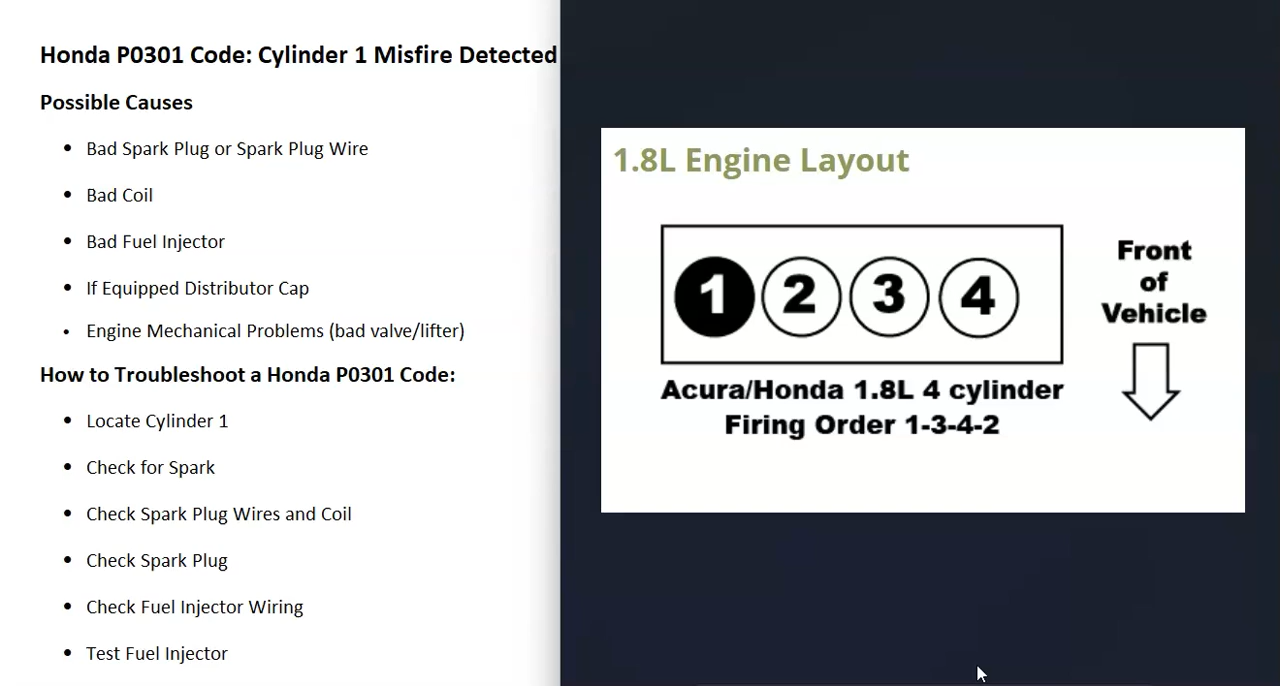 Honda P0301 Code: Cylinder 1 Misfire Detected
Possible Causes
• Bad Spark Plug or Spark Plug Wire
• Bad Coil
• Bad Fuel Injector
• If Equipped Distributor Cap
• Engine Mechanical Problems (bad valve/lifter)
How to Troubleshoot a Honda P0301 Code:
• Locate Cylinder 1
• Check for Spark
• Check Spark Plug Wires and Coil
• Check Spark Plug
• Check Fuel Injector Wiring
• Test Fuel Injector
1.8L Engine Layout
1 2 3 4
Front
of
Vehicle
Acura/Honda 1.8L 4 cylinder
Firing Order 1-3-4-2